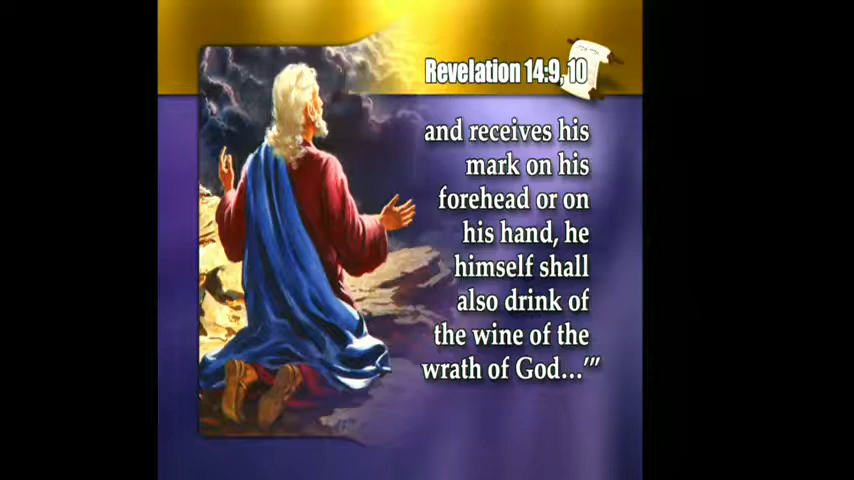 Revelation 14:9, 10
and receives his
mark on his
forehead or on
his hand, he
himself shall
also drink of
the wine of the
wrath of God…’”